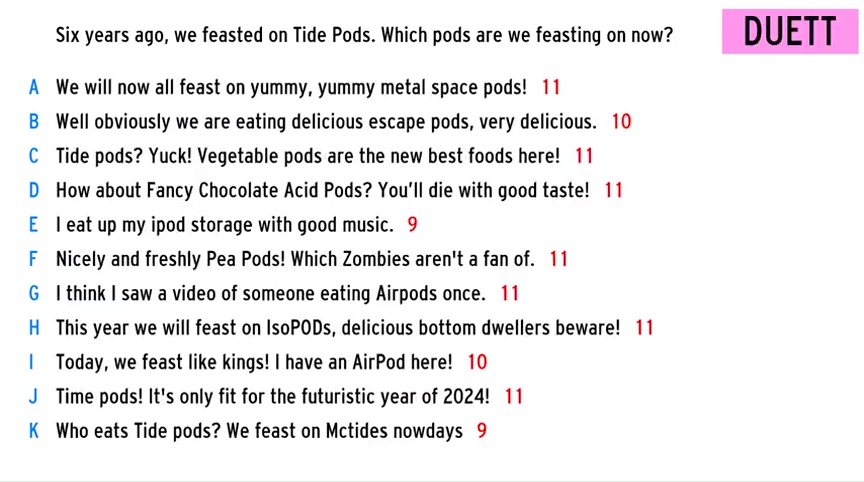 Six years ago, we feasted on Tide Pods. Which pods are we feasting on now?
DUETT
A We will now all feast on yummy, yummy metal space pods! 11
B Well obviously we are eating delicious escape pods, very delicious. 10
C Tide pods? Yuck! Vegetable pods are the new best foods here! 11
D How about Fancy Chocolate Acid Pods? You'll die with good taste! 11
E I eat up my ipod storage with good music. 9
F Nicely and freshly Pea Pods! Which Zombies aren't a fan of. 11
G I think I saw a video of someone eating Airpods once. 11
H This year we will feast on IsoPODs, delicious bottom dwellers beware! 11
I Today, we feast like kings! I have an AirPod here! 10
J Time pods! It's only fit for the futuristic year of 2024! 11
K Who eats Tide pods? We feast on Mctides nowdays 9